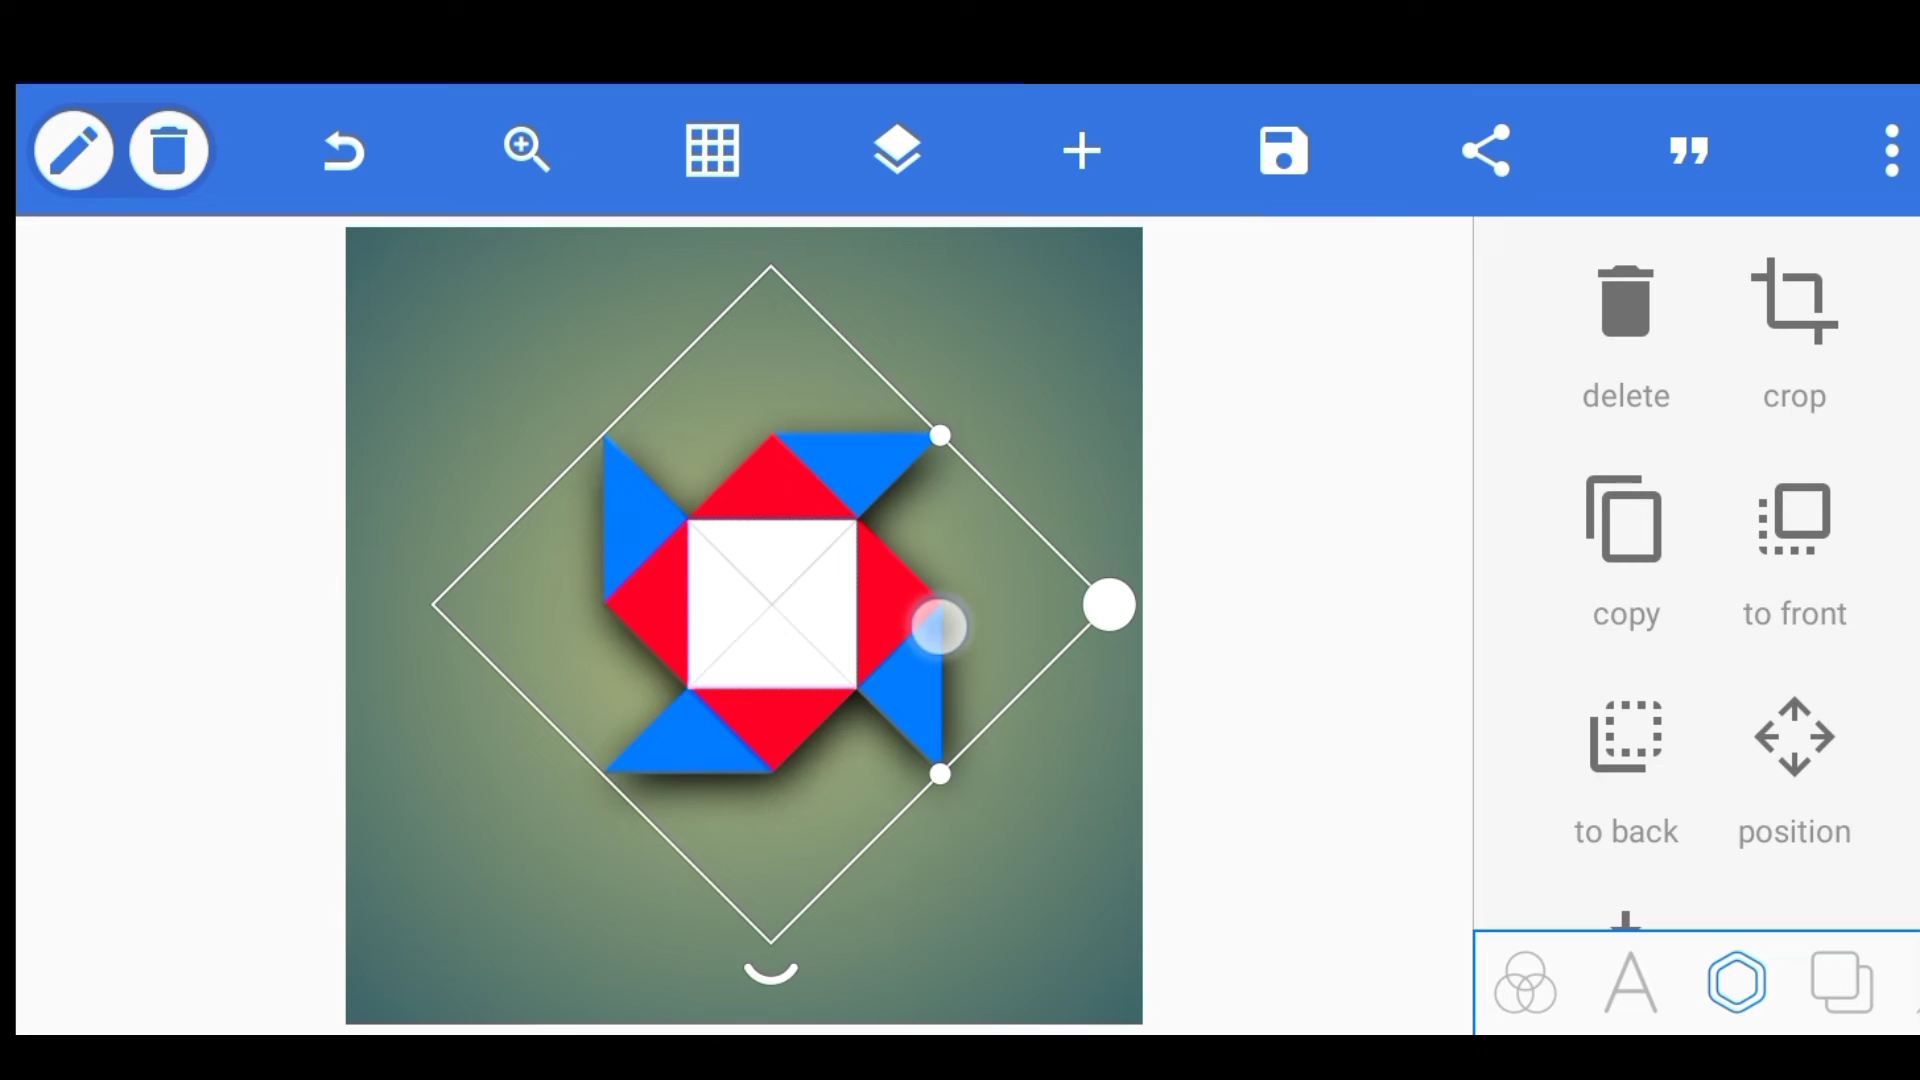 delete
crop
copy
to front
to back
position